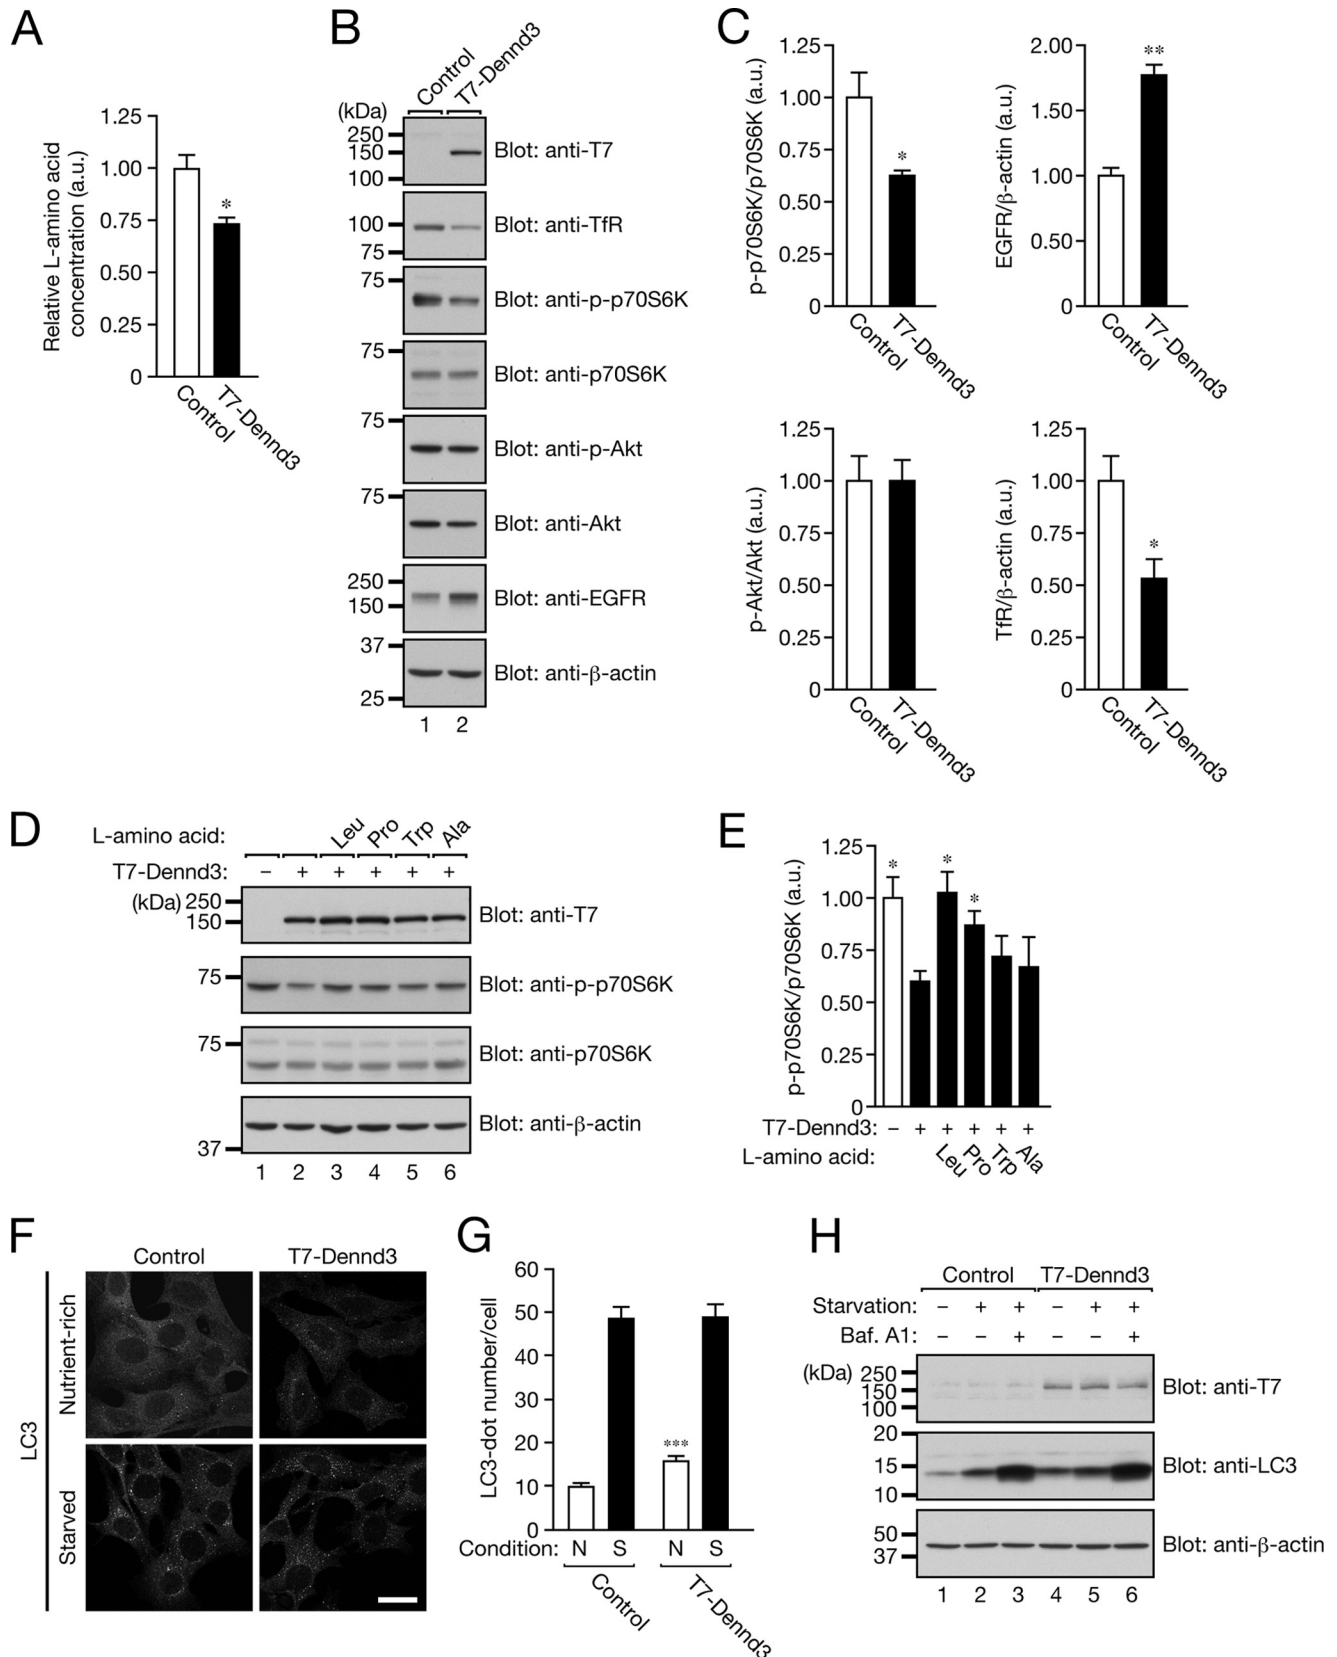 A
Relative L-amino acid
concentration (a.u.)
1.25
1.00
0.75
0.50
0.25
0
*
Control
T7-Dennd3
B
Control
T7-Dennd3
(kDa)
250
150
100
Blot: anti-T7
100
75
Blot: anti-TfR
75
Blot: anti-p-p70S6K
75
Blot: anti-p70S6K
75
Blot: anti-p-Akt
75
Blot: anti-Akt
250
150
Blot: anti-EGFR
37
25
Blot: anti-β-actin
1 2
C
p-p70S6K/p70S6K (a.u.)
1.25
1.00
0.75
0.50
0.25
0
*
Control
T7-Dennd3
EGFR/β-actin (a.u.)
2.00
1.50
1.00
0.50
0
**
Control
T7-Dennd3
p-Akt/Akt (a.u.)
1.25
1.00
0.75
0.50
0.25
0
Control
T7-Dennd3
TfR/β-actin (a.u.)
1.25
1.00
0.75
0.50
0.25
0
*
Control
T7-Dennd3
D
L-amino acid: Leu Pro Trp Ala
T7-Dennd3: – + + + + +
(kDa) 250
150
Blot: anti-T7
75
Blot: anti-p-p70S6K
75
Blot: anti-p70S6K
Blot: anti-β-actin
37
1 2 3 4 5 6
E
p-p70S6K/p70S6K (a.u.)
1.25
1.00
0.75
0.50
0.25
0
* * *
T7-Dennd3: – + + + + +
L-amino acid: Leu Pro Trp Ala
F
Control T7-Dennd3
LC3
Nutrient-rich
Starved
G
LC3-dot number/cell
60
50
40
30
20
10
0
***
Condition: N S N S
Control
T7-Dennd3
H
Control T7-Dennd3
Starvation: – + + – + +
Baf. A1: – – + – – +
(kDa) 250
150
100
Blot: anti-T7
20
15
10
Blot: anti-LC3
50
37
Blot: anti-β-actin
1 2 3 4 5 6